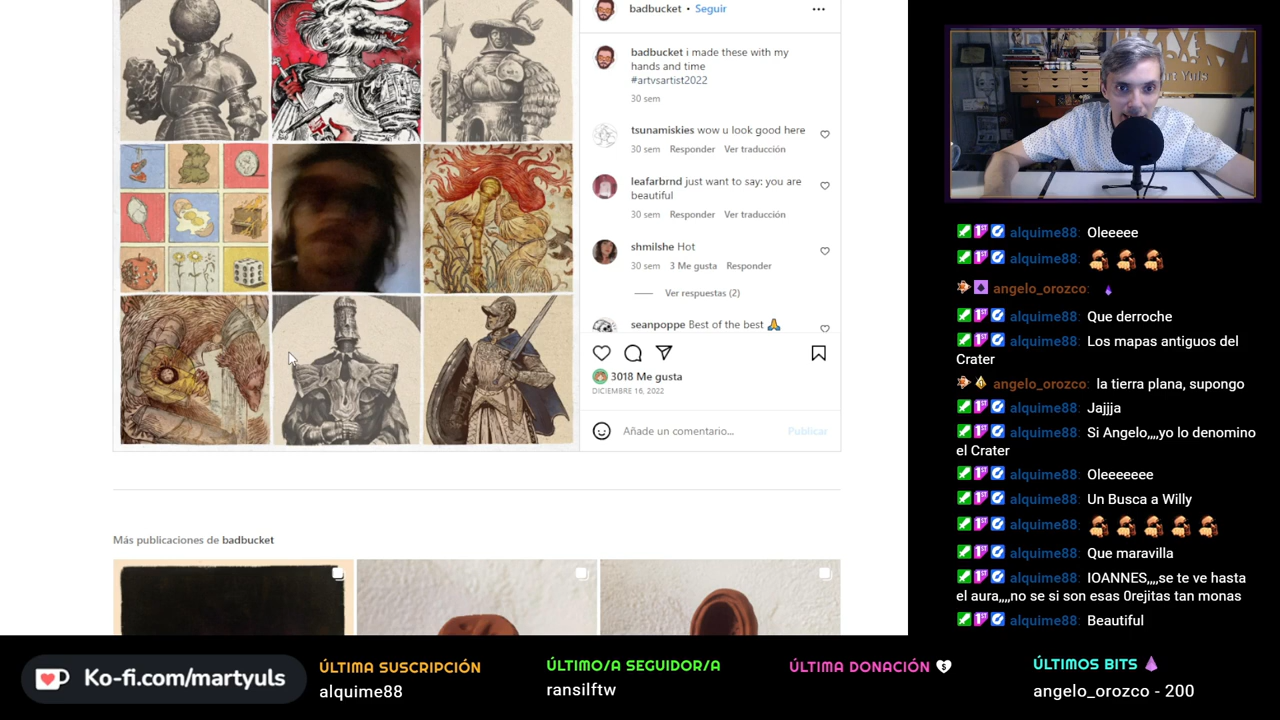 badbucket • Seguir
badbucket i made these with my
hands and time
#artvsartist2022
30 sem
tsunamiskies wow u look good here
30 sem Responder Ver traducción
leafarbrnd just want to say: you are
beautiful
30 sem Responder Ver traducción
shmilshe Hot
30 sem 3 Me gusta Responder
Ver respuestas (2)
seanpoppe Best of the best 🙏
3018 Me gusta
DICIEMBRE 16, 2022
Añade un comentario... Publicar
Más publicaciones de badbucket
alquime88: Oleeeee
alquime88:
angelo_orozco:
alquime88: Que derroche
alquime88: Los mapas antiguos del
Crater
angelo_orozco: la tierra plana, supongo
alquime88: Jajjja
alquime88: Si Angelo,,,,yo lo denomino
el Crater
alquime88: Oleeeeeee
alquime88: Un Busca a Willy
alquime88:
alquime88: Que maravilla
alquime88: IOANNES,,,,se te ve hasta
el aura,,,,no se si son esas 0rejitas tan monas
alquime88: Beautiful
Ko-fi.com/martyuls
ÚLTIMA SUSCRIPCIÓN
alquime88
ÚLTIMO/A SEGUIDOR/A
ransilftw
ÚLTIMA DONACIÓN
ÚLTIMOS BITS
angelo_orozco - 200